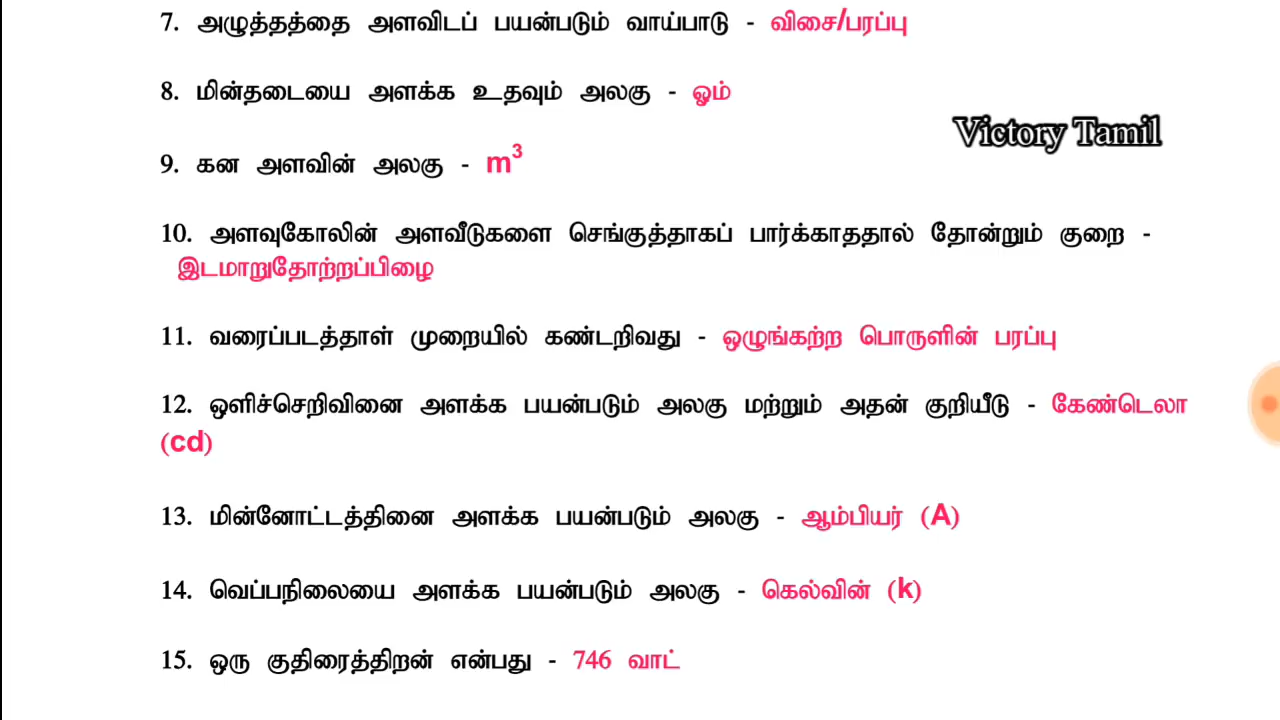 7. அழுத்தத்தை அளவிடப் பயன்படும் வாய்பாடு - விசை/பரப்பு
8. மின்தடையை அளக்க உதவும் அலகு - ஓம்
Victory Tamil
9. கன அளவின் அலகு - m³
10. அளவுகோலின் அளவீடுகளை செங்குத்தாகப் பார்க்காததால் தோன்றும் குறை -
இடமாறுதோற்றப்பிழை
11. வரைப்படத்தாள் முறையில் கண்டறிவது - ஒழுங்கற்ற பொருளின் பரப்பு
12. ஒளிச்செறிவினை அளக்க பயன்படும் அலகு மற்றும் அதன் குறியீடு - கேண்டெலா
(cd)
13. மின்னோட்டத்தினை அளக்க பயன்படும் அலகு - ஆம்பியர் (A)
14. வெப்பநிலையை அளக்க பயன்படும் அலகு - கெல்வின் (k)
15. ஒரு குதிரைத்திறன் என்பது - 746 வாட்